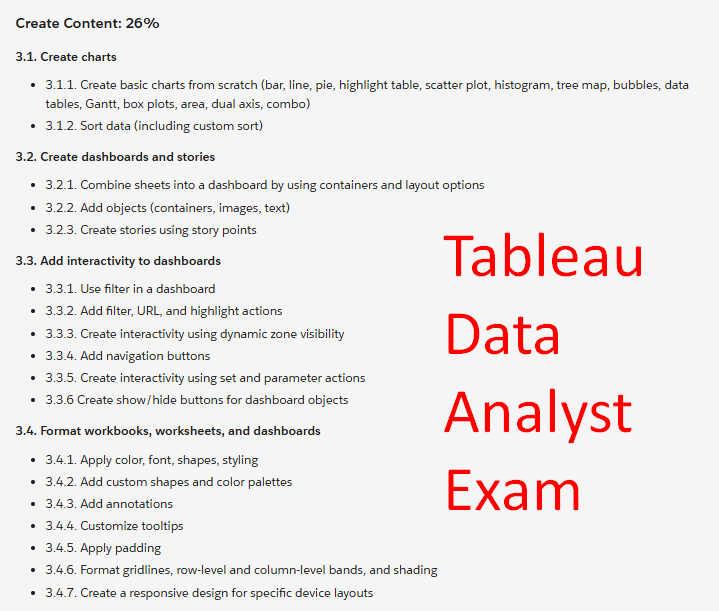 Create Content: 26%
3.1. Create charts
• 3.1.1. Create basic charts from scratch (bar, line, pie, highlight table, scatter plot, histogram, tree map, bubbles, data
tables, Gantt, box plots, area, dual axis, combo)
• 3.1.2. Sort data (including custom sort)
3.2. Create dashboards and stories
• 3.2.1. Combine sheets into a dashboard by using containers and layout options
• 3.2.2. Add objects (containers, images, text)
• 3.2.3. Create stories using story points
3.3. Add interactivity to dashboards
• 3.3.1. Use filter in a dashboard
• 3.3.2. Add filter, URL, and highlight actions
• 3.3.3. Create interactivity using dynamic zone visibility
• 3.3.4. Add navigation buttons
• 3.3.5. Create interactivity using set and parameter actions
• 3.3.6 Create show/hide buttons for dashboard objects
3.4. Format workbooks, worksheets, and dashboards
• 3.4.1. Apply color, font, shapes, styling
• 3.4.2. Add custom shapes and color palettes
• 3.4.3. Add annotations
• 3.4.4. Customize tooltips
• 3.4.5. Apply padding
• 3.4.6. Format gridlines, row-level and column-level bands, and shading
• 3.4.7. Create a responsive design for specific device layouts
Tableau
Data
Analyst
Exam